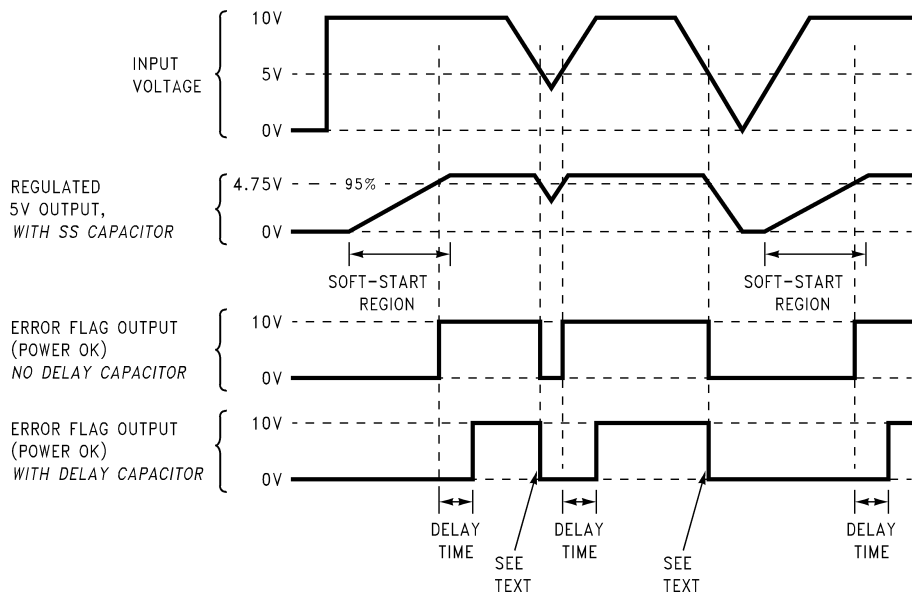 INPUT
VOLTAGE
10V
5V
0V
REGULATED
5V OUTPUT,
WITH SS CAPACITOR
4.75V
95%
0V
SOFT-START
REGION
SOFT-START
REGION
ERROR FLAG OUTPUT
(POWER OK)
NO DELAY CAPACITOR
10V
0V
ERROR FLAG OUTPUT
(POWER OK)
WITH DELAY CAPACITOR
10V
0V
DELAY
TIME
SEE
TEXT
DELAY
TIME
SEE
TEXT
DELAY
TIME